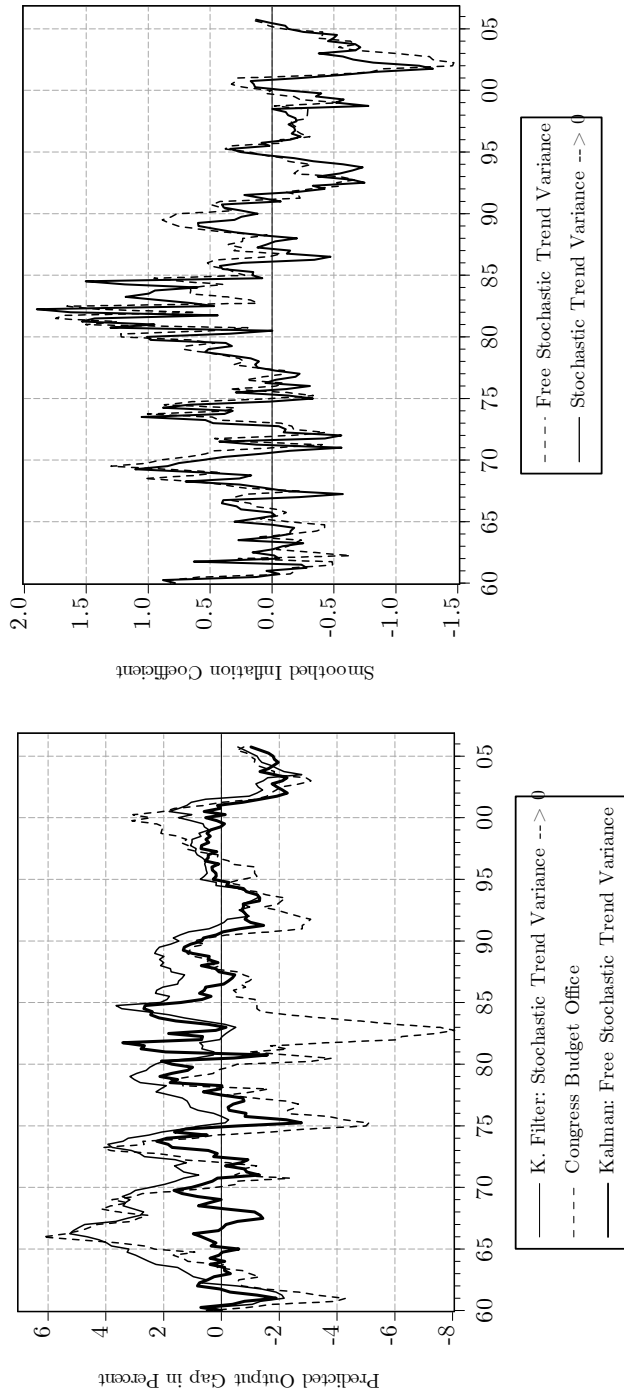 Predicted Output Gap in Percent
6
4
2
0
-2
-4
-6
-8
60 65 70 75 80 85 90 95 00 05
K. Filter: Stochastic Trend Variance --> 0
Congress Budget Office
Kalman: Free Stochastic Trend Variance
Smoothed Inflation Coefficient
2.0
1.5
1.0
0.5
0.0
-0.5
-1.0
-1.5
60 65 70 75 80 85 90 95 00 05
Free Stochastic Trend Variance
Stochastic Trend Variance --> 0